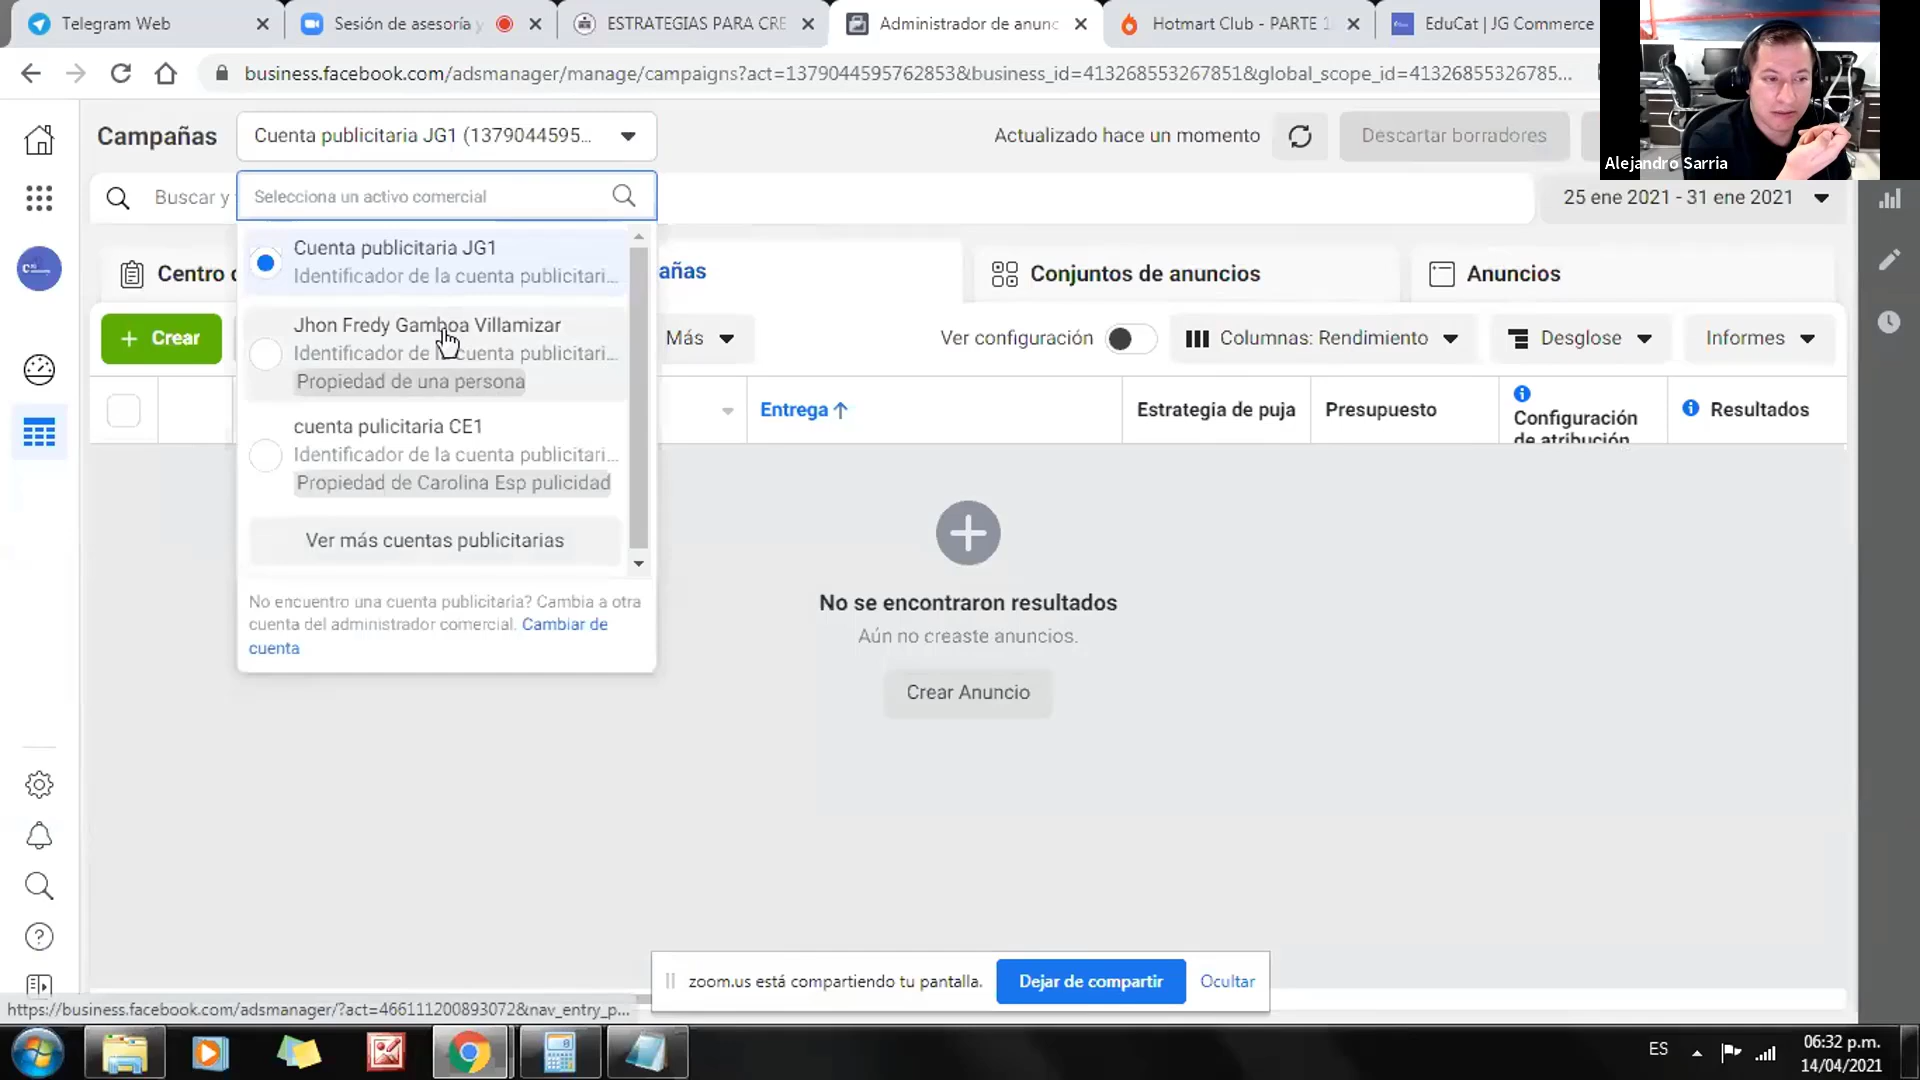 Telegram Web
Sesión de asesoría y
ESTRATEGIAS PARA CRE
Administrador de anunc
Hotmart Club - PARTE 1
EduCat | JG Commerce
business.facebook.com/adsmanager/manage/campaigns?act=1379044595762853&business_id=413268553267851&global_scope_id=41326855326785...
Alejandro Sarria
Campañas
Cuenta publicitaria JG1 (1379044595...
Actualizado hace un momento
Descartar borradores
Buscar y
Selecciona un activo comercial
25 ene 2021 - 31 ene 2021
Cuenta publicitaria JG1
Identificador de la cuenta publicitari...
Jhon Fredy Gamboa Villamizar
Identificador de la cuenta publicitari...
Propiedad de una persona
cuenta pulicitaria CE1
Identificador de la cuenta publicitari...
Propiedad de Carolina Esp pulicidad
Ver más cuentas publicitarias
No encuentro una cuenta publicitaria? Cambia a otra
cuenta del administrador comercial. Cambiar de
cuenta
Centro
añas
Conjuntos de anuncios
Anuncios
+ Crear
Más
Ver configuración
Columnas: Rendimiento
Desglose
Informes
Entrega ↑
Estrategia de puja
Presupuesto
Configuración
de atribución
Resultados
No se encontraron resultados
Aún no creaste anuncios.
Crear Anuncio
zoom.us está compartiendo tu pantalla.
Dejar de compartir
Ocultar
https://business.facebook.com/adsmanager/?act=466111200893072&nav_entry_p...
ES
06:32 p.m.
14/04/2021